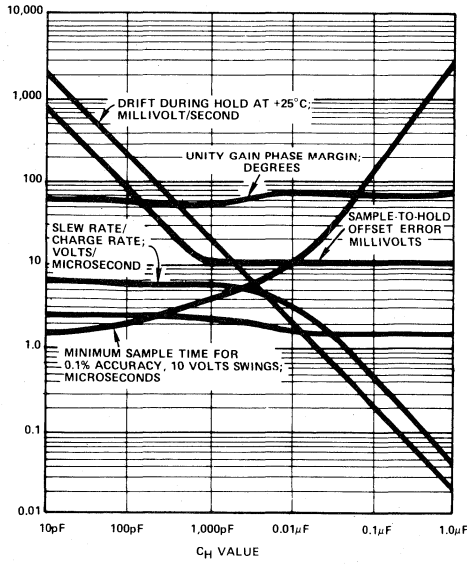 10,000
1,000
100
10
1.0
0.1
0.01
DRIFT DURING HOLD AT +25°C;
MILLIVOLT/SECOND
UNITY GAIN PHASE MARGIN;
DEGREES
SLEW RATE/
CHARGE RATE;
VOLTS/
MICROSECOND
SAMPLE-TO-HOLD
OFFSET ERROR
MILLIVOLTS
MINIMUM SAMPLE TIME FOR
0.1% ACCURACY, 10 VOLTS SWINGS;
MICROSECONDS
10pF
100pF
1,000pF
0.01μF
0.1μF
1.0μF
CH VALUE